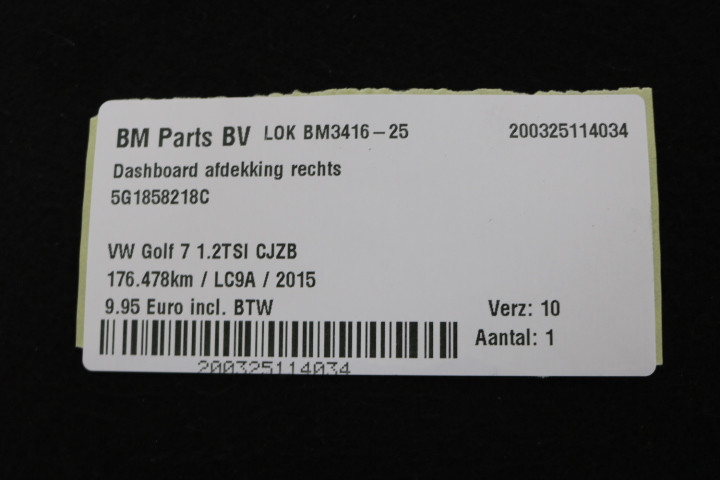 BM Parts BV LOK BM3416-25 200325114034
Dashboard afdekking rechts
5G1858218C
VW Golf 7 1.2TSI CJZB
176.478km / LC9A / 2015
9.95 Euro incl. BTW Verz: 10
Aantal: 1
200325114034